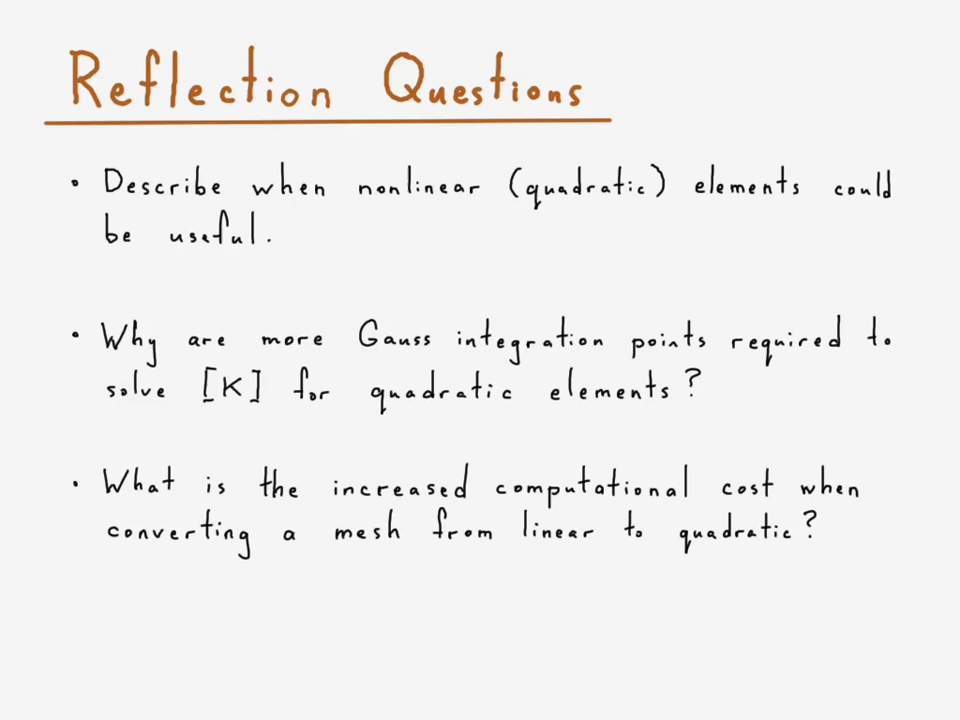 Reflection Questions
• Describe when nonlinear (quadratic) elements could
be useful.
• Why are more Gauss integration points required to
solve [K] for quadratic elements?
• What is the increased computational cost when
converting a mesh from linear to quadratic?